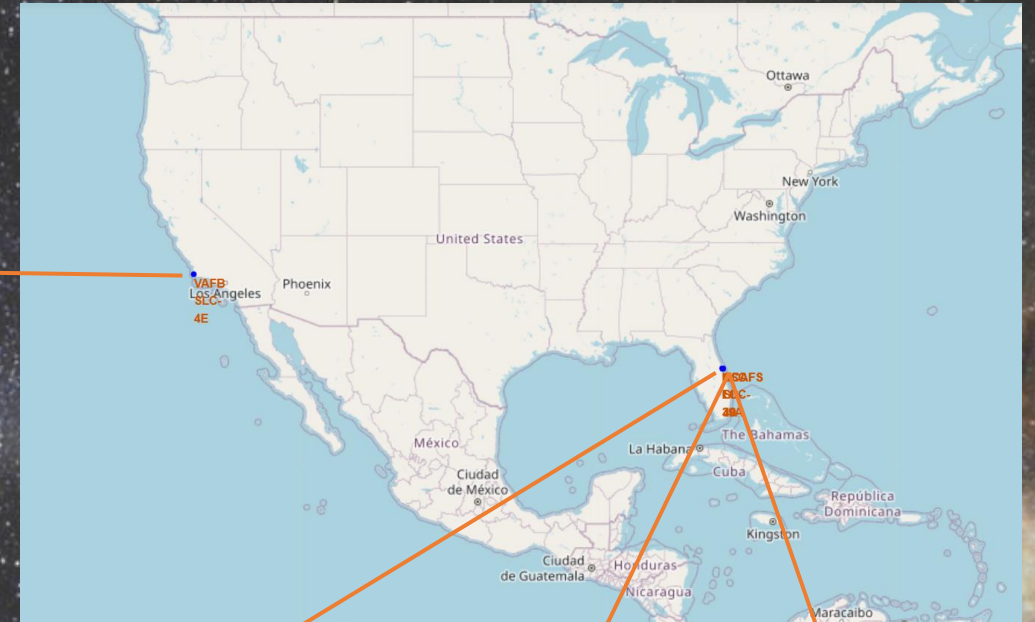 Ottawa
New York
Washington
United States
Phoenix
VAFB
Los Angeles
SLC-
4E
México
La Habana
The Bahamas
Cuba
Ciudad
de México
República
Dominicana
Kingston
Ciudad
de Guatemala
Honduras
Nicaragua
Maracaibo